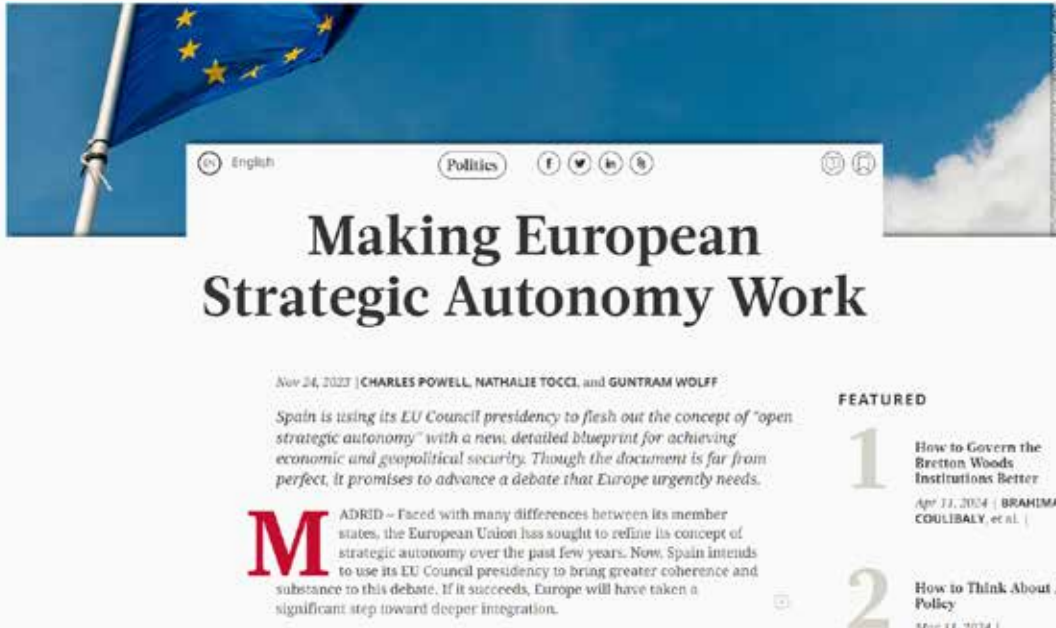 EN English
Politics
Making European
Strategic Autonomy Work
Nov 24, 2023 | CHARLES POWELL, NATHALIE TOCCI, and GUNTRAM WOLFF
Spain is using its EU Council presidency to flesh out the concept of "open
strategic autonomy" with a new, detailed blueprint for achieving
economic and geopolitical security. Though the document is far from
perfect, it promises to advance a debate that Europe urgently needs.
MADRID – Faced with many differences between its member
states, the European Union has sought to refine its concept of
strategic autonomy over the past few years. Now, Spain intends
to use its EU Council presidency to bring greater coherence and
substance to this debate. If it succeeds, Europe will have taken a
significant step toward deeper integration.
FEATURED
1
How to Govern the
Bretton Woods
Institutions Better
Apr 11, 2024 | BRAHIMA
COULIBALY, et al. |
2
How to Think About
Policy
2024 |